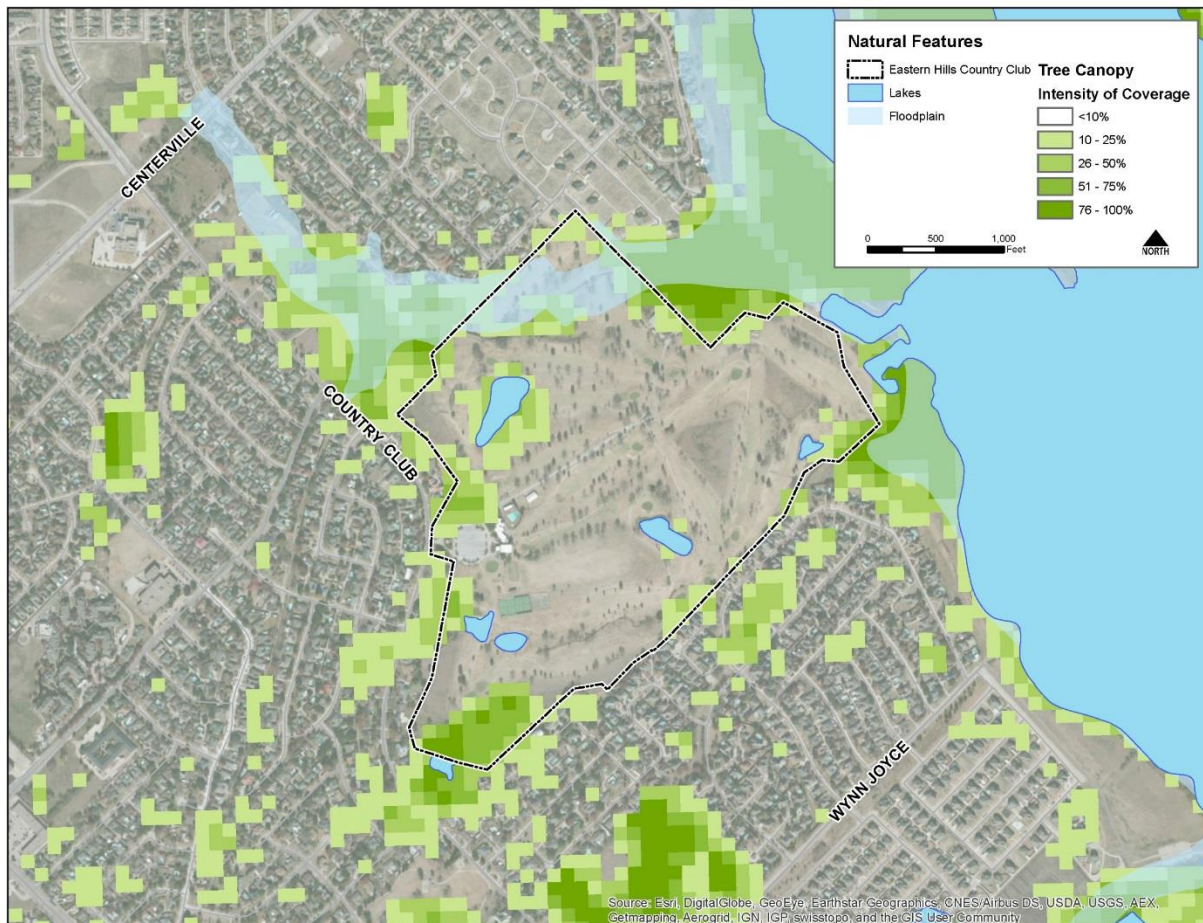 Natural Features
Eastern Hills Country Club
Lakes
Floodplain
Tree Canopy
Intensity of Coverage
<10%
10 - 25%
26 - 50%
51 - 75%
76 - 100%
0 500 1,000
Feet
NORTH
CENTERVILLE
COUNTRY CLUB
WYNN JOYCE
Source: Esri, DigitalGlobe, GeoEye, Earthstar Geographics, CNES/Airbus DS, USDA, USGS, AEX,
Getmapping, Aerogrid, IGN, IGP, swisstopo, and the GIS User Community